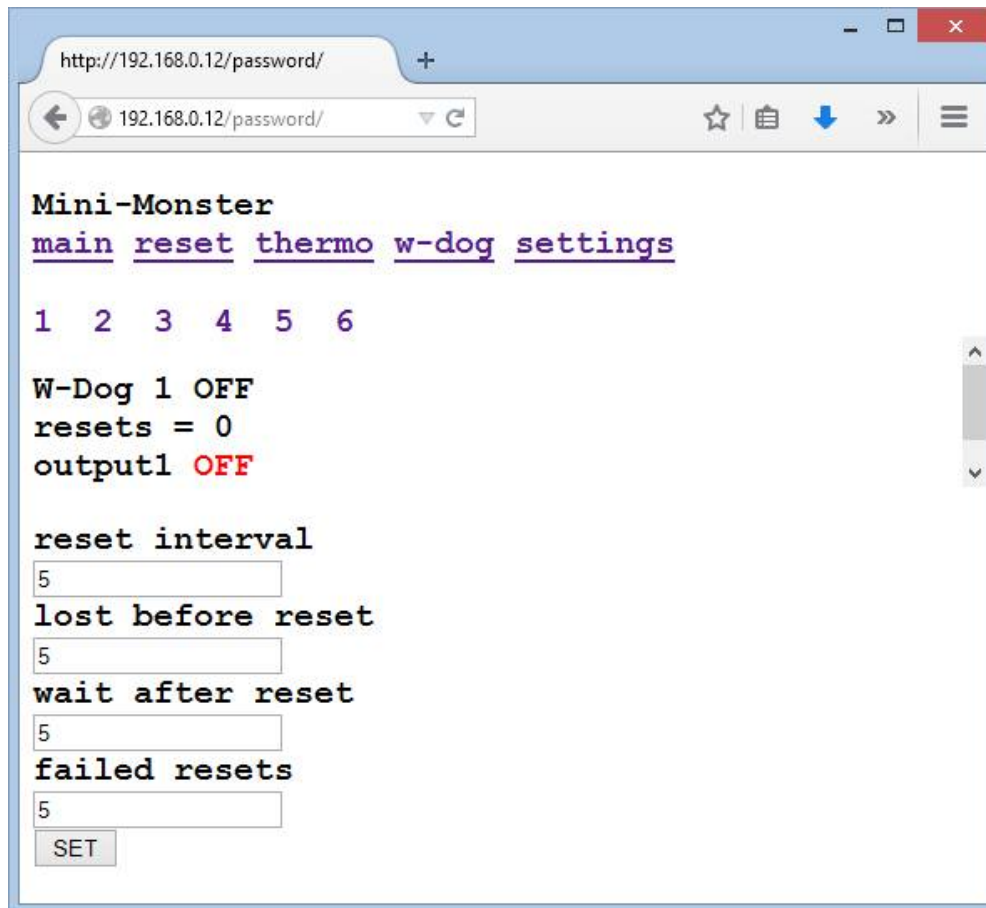 http://192.168.0.12/password/
192.168.0.12/password/
Mini-Monster
main reset thermo w-dog settings
1 2 3 4 5 6
W-Dog 1 OFF
resets = 0
output1 OFF
reset interval
5
lost before reset
5
wait after reset
5
failed resets
5
SET